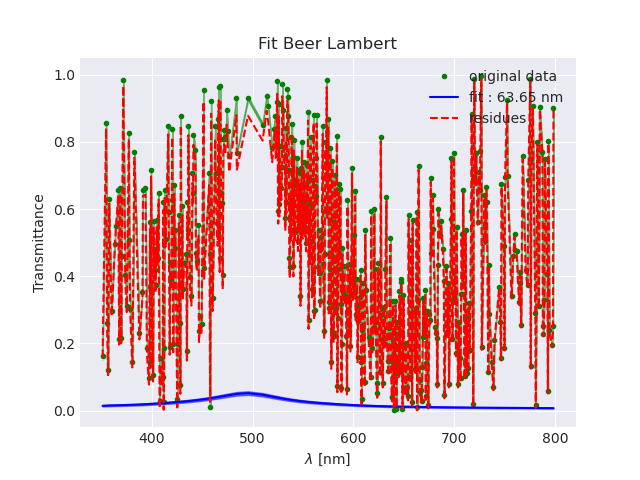 Fit Beer Lambert
original data
fit : 63.65 nm
residues
Transmittance
1.0
0.8
0.6
0.4
0.2
0.0
400
500
600
700
800
λ [nm]